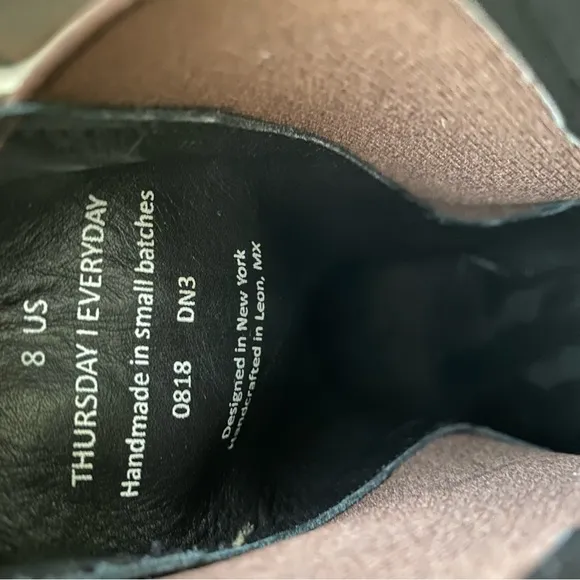 8 US
THURSDAY | EVERYDAY
Handmade in small batches
0818 DN3
Designed in New York
Handcrafted in Leon, MX